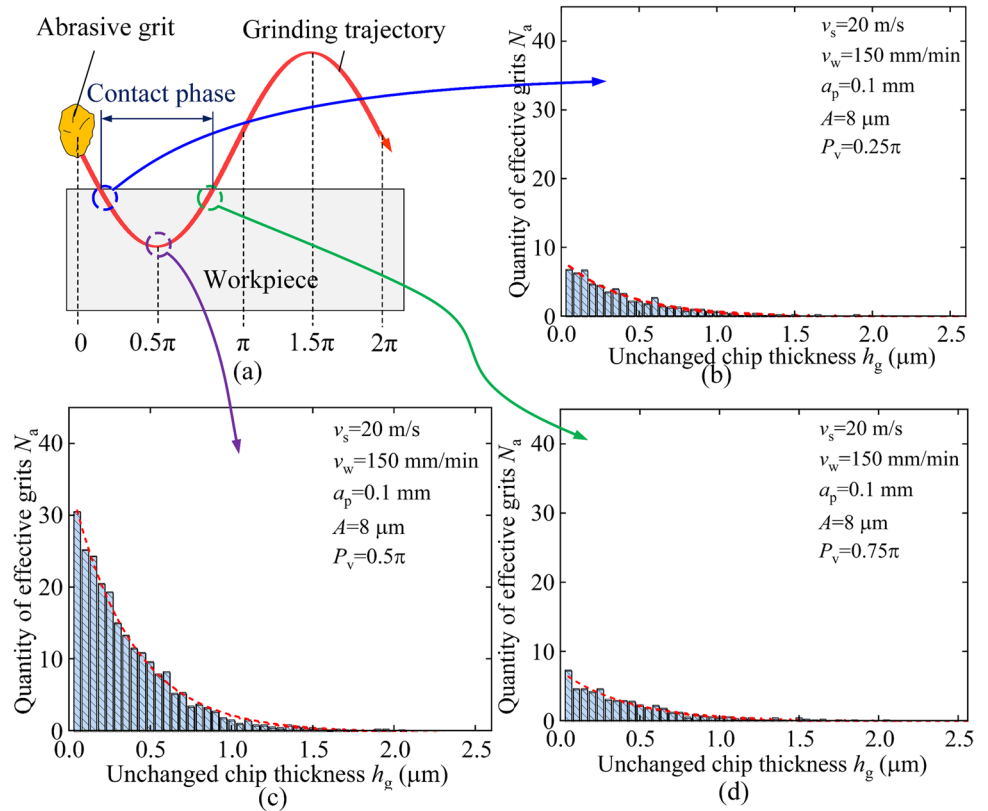 Abrasive grit
Grinding trajectory
Contact phase
Workpiece
0 0.5π π 1.5π 2π
(a)
Quantity of effective grits Nₐ
40
30
20
10
0
vₛ=20 m/s
v_w=150 mm/min
aₚ=0.1 mm
A=8 μm
Pᵥ=0.25π
0.0 0.5 1.0 1.5 2.0 2.5
Unchanged chip thickness h_g (μm)
(b)
Quantity of effective grits Nₐ
40
30
20
10
0
vₛ=20 m/s
v_w=150 mm/min
aₚ=0.1 mm
A=8 μm
Pᵥ=0.5π
0.0 0.5 1.0 1.5 2.0 2.5
Unchanged chip thickness h_g (μm)
(c)
Quantity of effective grits Nₐ
40
30
20
10
0
vₛ=20 m/s
v_w=150 mm/min
aₚ=0.1 mm
A=8 μm
Pᵥ=0.75π
0.0 0.5 1.0 1.5 2.0 2.5
Unchanged chip thickness h_g (μm)
(d)